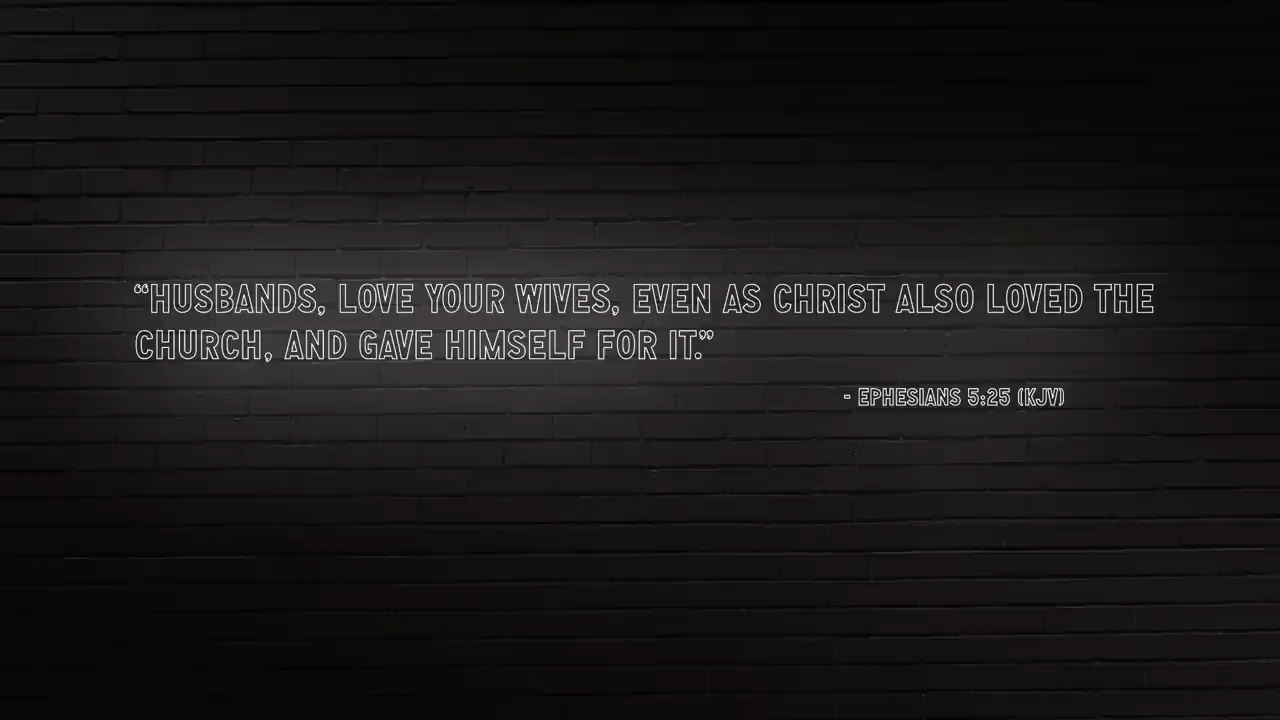 “HUSBANDS, LOVE YOUR WIVES, EVEN AS CHRIST ALSO LOVED THE
CHURCH, AND GAVE HIMSELF FOR IT.”
- EPHESIANS 5:25 (KJV)